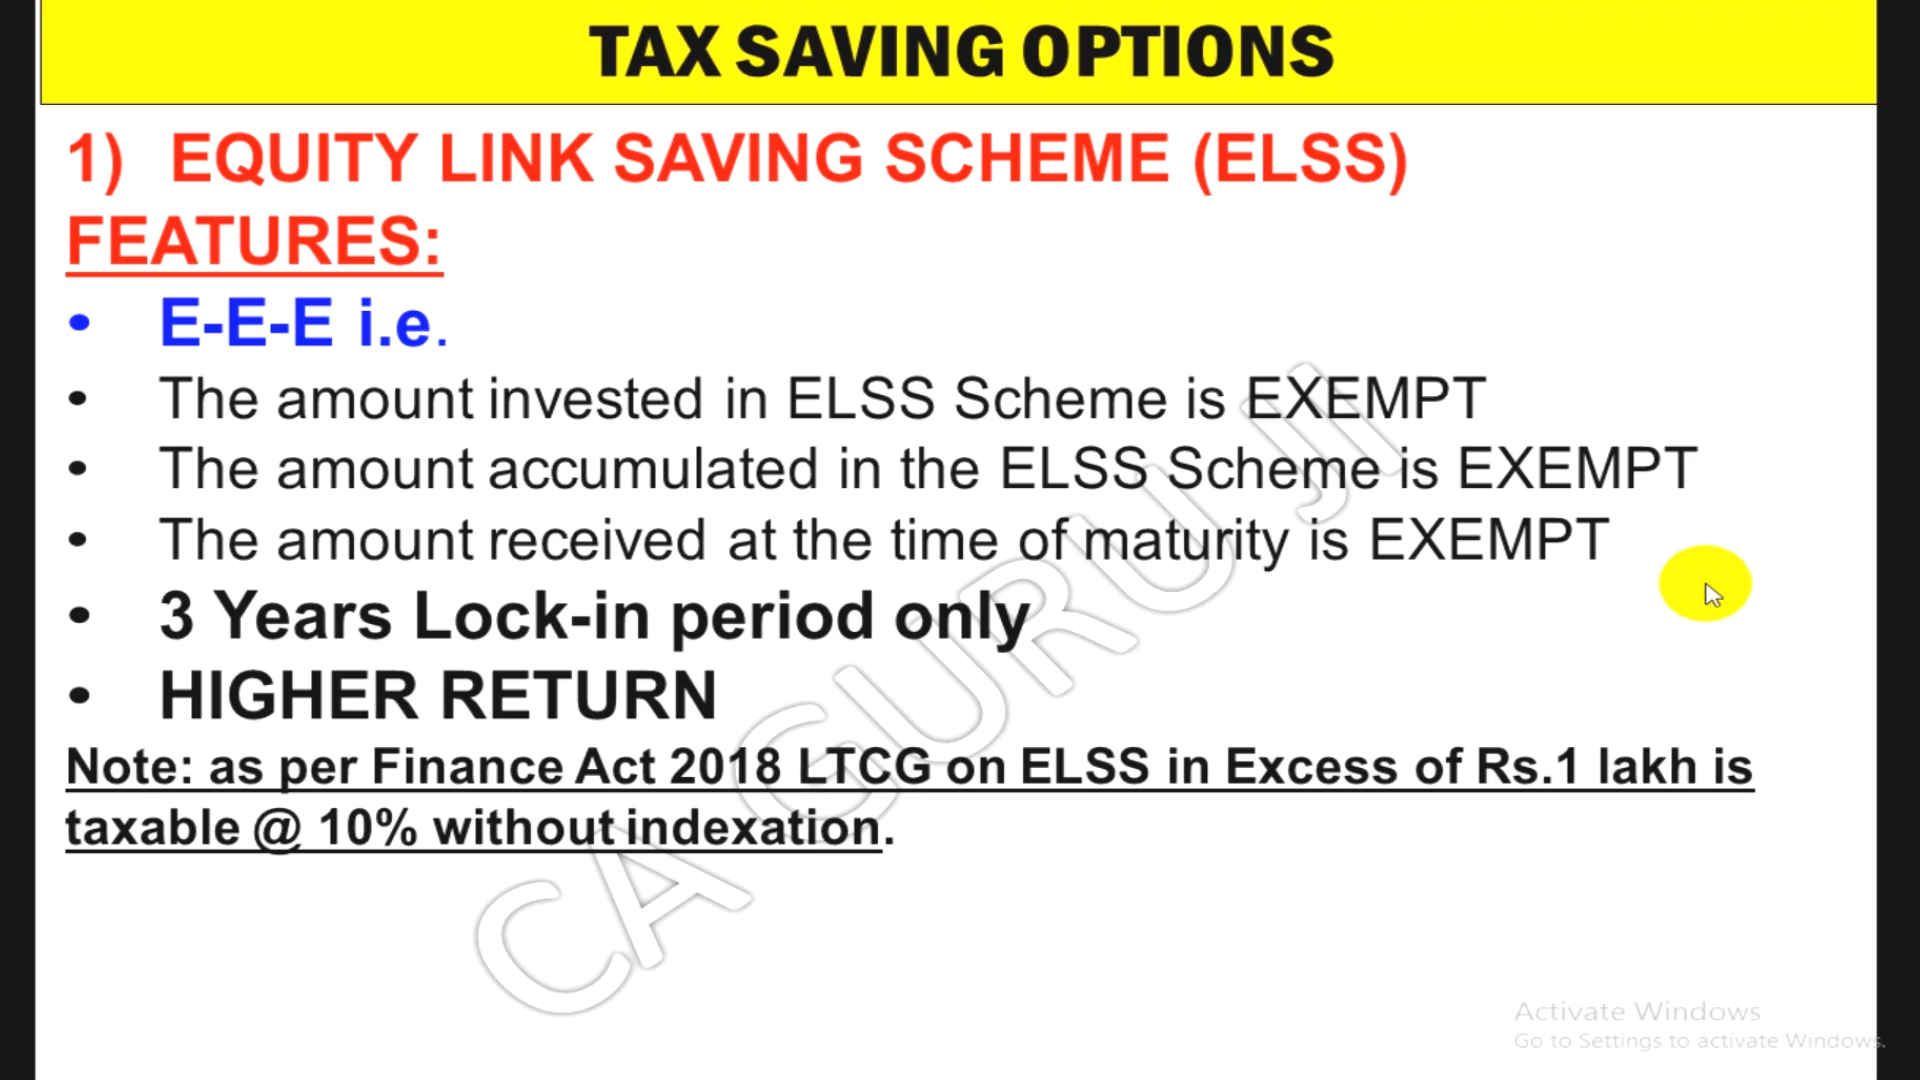 TAX SAVING OPTIONS
1) EQUITY LINK SAVING SCHEME (ELSS)
FEATURES:
• E-E-E i.e.
• The amount invested in ELSS Scheme is EXEMPT
• The amount accumulated in the ELSS Scheme is EXEMPT
• The amount received at the time of maturity is EXEMPT
• 3 Years Lock-in period only
• HIGHER RETURN
Note: as per Finance Act 2018 LTCG on ELSS in Excess of Rs.1 lakh is
taxable @ 10% without indexation.
CA GURU JI
Activate Windows
Go to Settings to activate Windows.